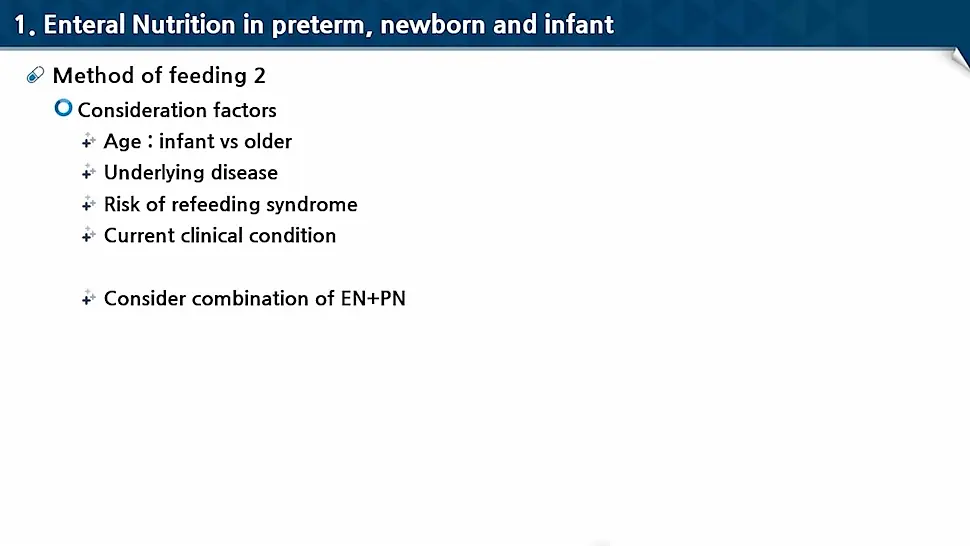 1. Enteral Nutrition in preterm, newborn and infant
Method of feeding 2
Consideration factors
Age : infant vs older
Underlying disease
Risk of refeeding syndrome
Current clinical condition
Consider combination of EN+PN